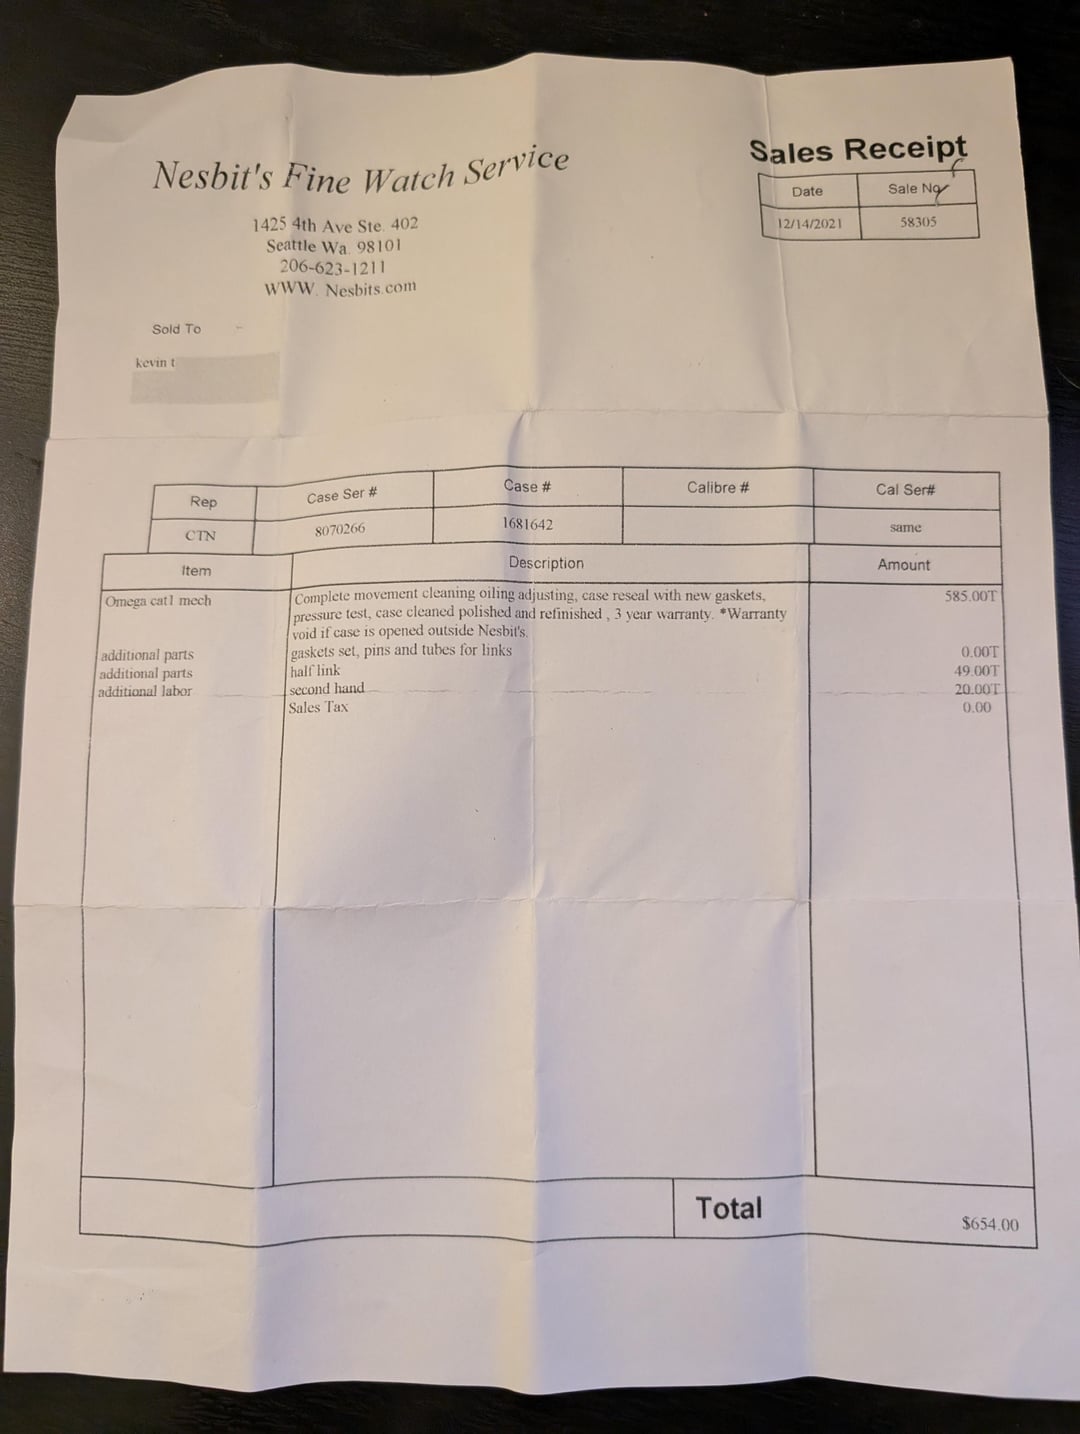 Nesbit's Fine Watch Service
Sales Receipt
Date Sale No
12/14/2021 58305
1425 4th Ave Ste. 402
Seattle Wa. 98101
206-623-1211
WWW. Nesbits.com
Sold To
kevin t
Rep Case Ser # Case # Calibre # Cal Ser#
CTN 8070266 1681642 same
Item Description Amount
Omega cat1 mech Complete movement cleaning oiling adjusting, case reseal with new gaskets, 585.00T
pressure test, case cleaned polished and refinished , 3 year warranty. *Warranty
void if case is opened outside Nesbit's.
additional parts gaskets set, pins and tubes for links 0.00T
additional parts half link 49.00T
additional labor second hand 20.00T
Sales Tax 0.00
Total $654.00